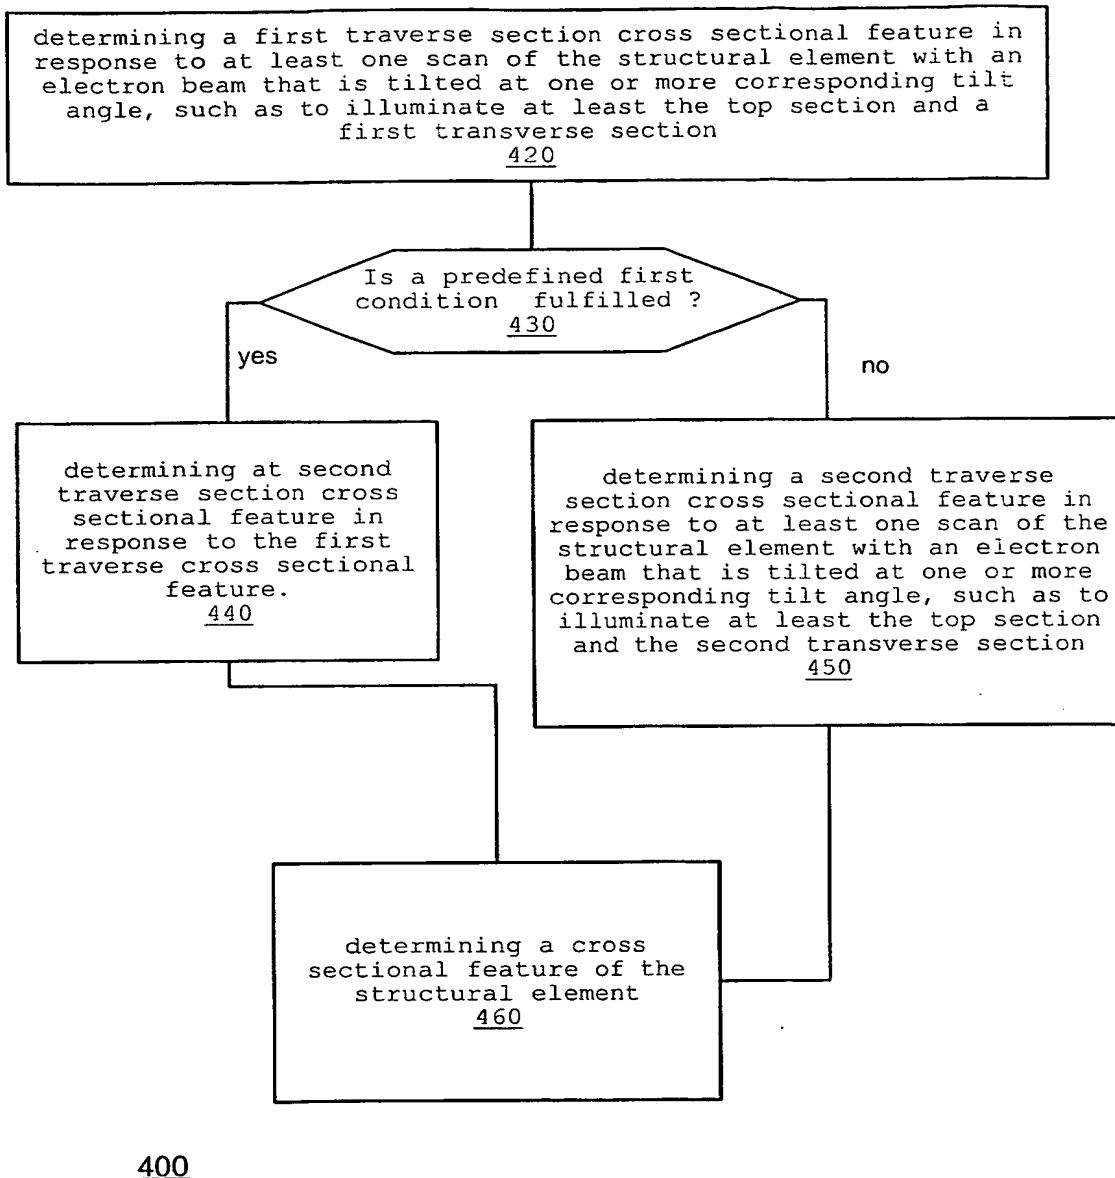 determining a first traverse section cross sectional feature in
response to at least one scan of the structural element with an
electron beam that is tilted at one or more corresponding tilt
angle, such as to illuminate at least the top section and a
first transverse section
420
Is a predefined first
condition fulfilled ?
430
yes
no
determining at second
traverse section cross
sectional feature in
response to the first
traverse cross sectional
feature.
440
determining a second traverse
section cross sectional feature in
response to at least one scan of the
structural element with an electron
beam that is tilted at one or more
corresponding tilt angle, such as to
illuminate at least the top section
and the second transverse section
450
determining a cross
sectional feature of the
structural element
460
400